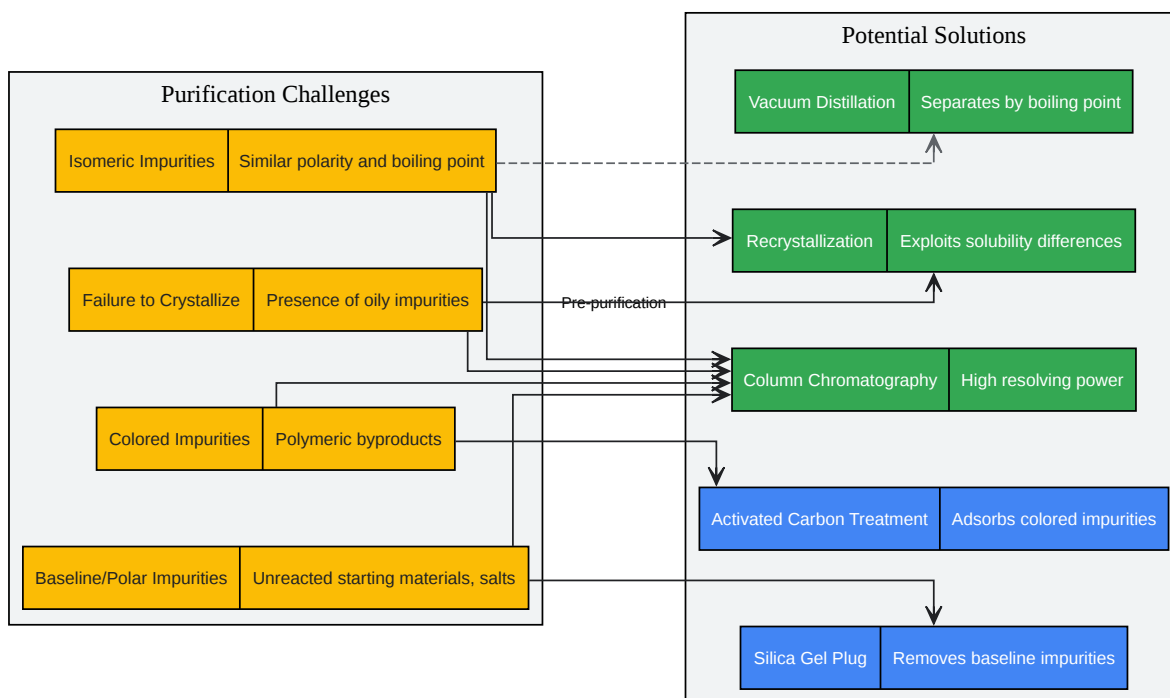 Purification Challenges
Isomeric Impurities
Similar polarity and boiling point
Failure to Crystallize
Presence of oily impurities
Colored Impurities
Polymeric byproducts
Baseline/Polar Impurities
Unreacted starting materials, salts
Pre-purification
Potential Solutions
Vacuum Distillation
Separates by boiling point
Recrystallization
Exploits solubility differences
Column Chromatography
High resolving power
Activated Carbon Treatment
Adsorbs colored impurities
Silica Gel Plug
Removes baseline impurities